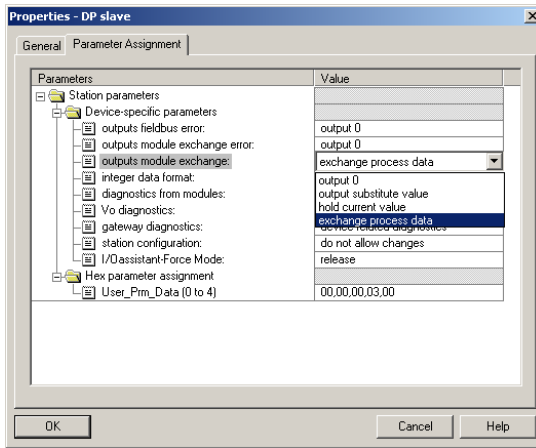 Properties - DP slave
General Parameter Assignment
Parameters Value
Station parameters
Device-specific parameters
outputs fieldbus error: output 0
outputs module exchange error: output 0
outputs module exchange: exchange process data
integer data format: output 0
diagnostics from modules: output substitute value
Vo diagnostics: hold current value
exchange process data
gateway diagnostics: device related diagnostics
station configuration: do not allow changes
I/Oassistant-Force Mode: release
Hex parameter assignment
User_Prm_Data (0 to 4) 00,00,00,03,00
OK Cancel Help